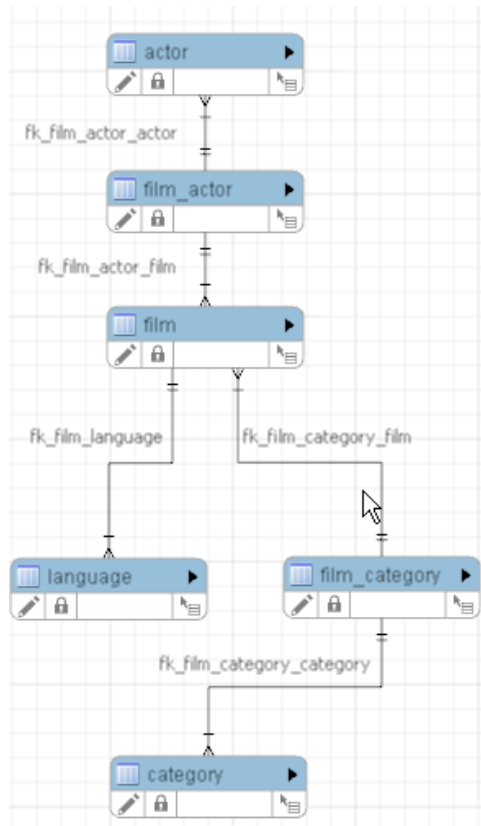 actor
fk_film_actor_actor
film_actor
fk_film_actor_film
film
fk_film_language
fk_film_category_film
language
film_category
fk_film_category_category
category